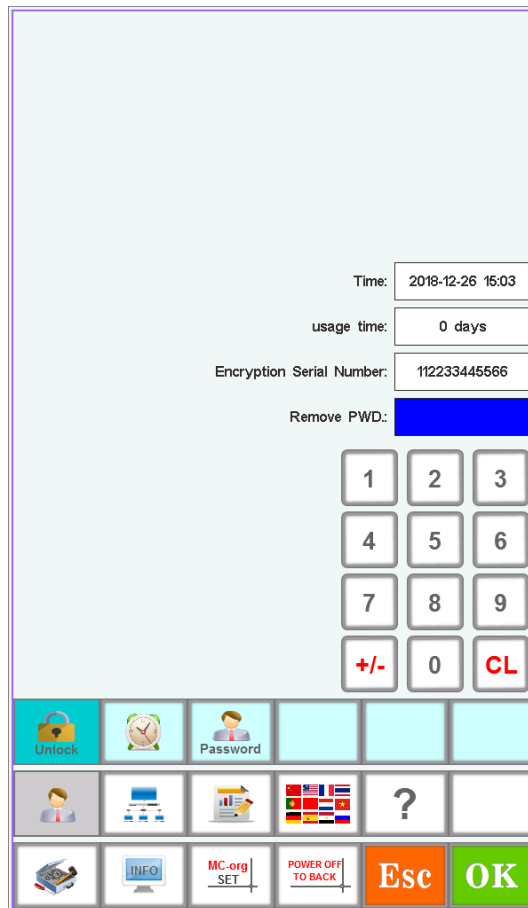 Time: 2018-12-26 15:03
usage time: 0 days
Encryption Serial Number: 112233445566
Remove PWD.:
1 2 3
4 5 6
7 8 9
+/- 0 CL
Unlock Password
?
INFO MC-org SET POWER OFF TO BACK Esc OK